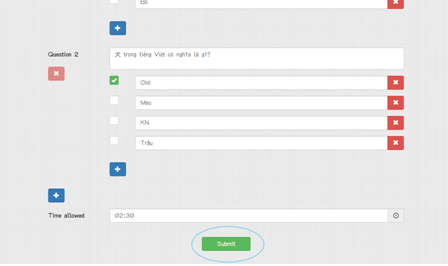 Bò
Question 2
犬 trong tiếng Việt có nghĩa là gì?
Chó
Mèo
Khỉ
Trâu
Time allowed
02:30
Submit